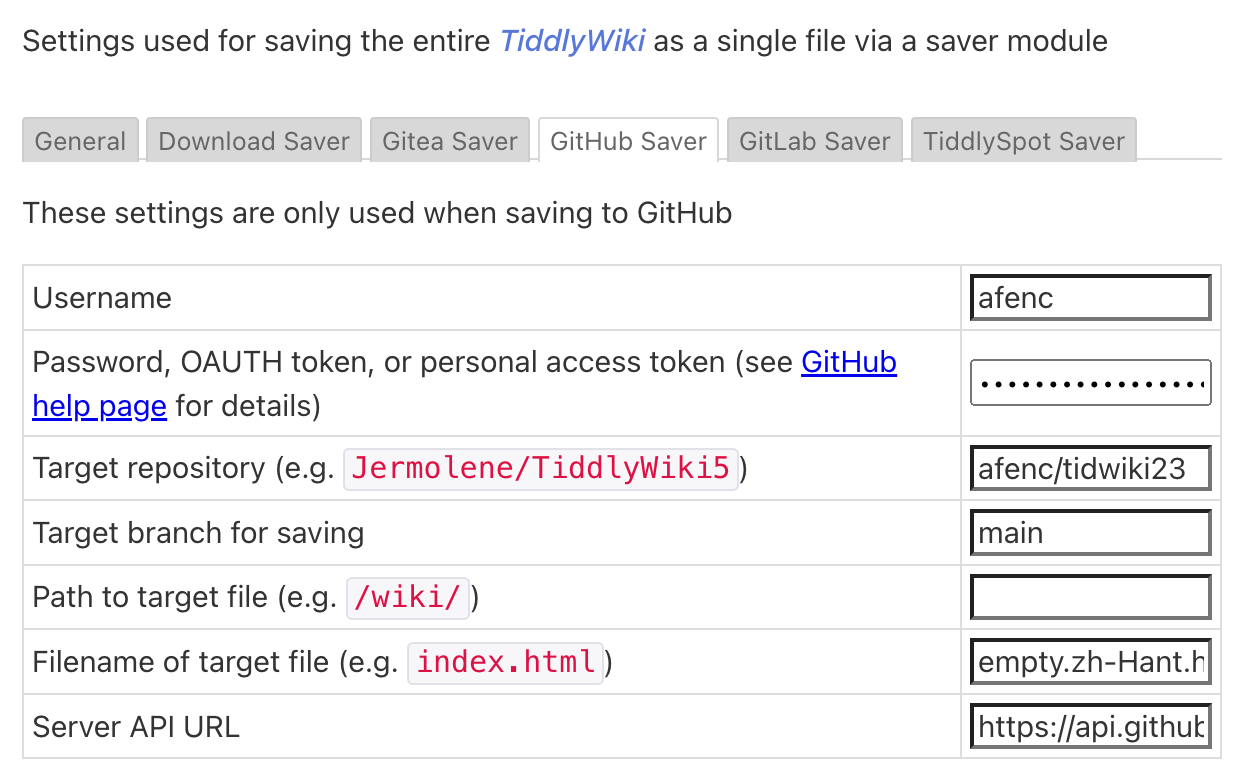 Settings used for saving the entire TiddlyWiki as a single file via a saver module
General Download Saver Gitea Saver GitHub Saver GitLab Saver TiddlySpot Saver
These settings are only used when saving to GitHub
Username afenc
Password, OAUTH token, or personal access token (see GitHub
help page for details) ••••••••••••••••••
Target repository (e.g. Jermolene/TiddlyWiki5) afenc/tidwiki23
Target branch for saving main
Path to target file (e.g. /wiki/)
Filename of target file (e.g. index.html) empty.zh-Hant.h
Server API URL https://api.github